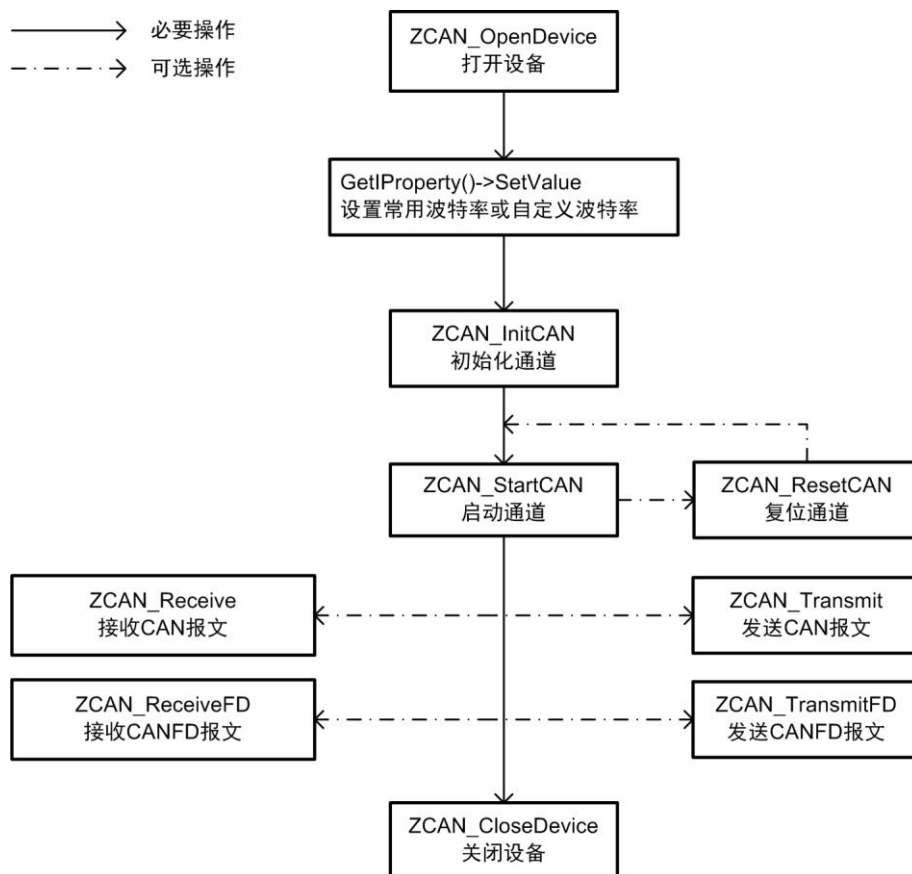 必要操作
可选操作
ZCAN_OpenDevice
打开设备
GetIProperty()->SetValue
设置常用波特率或自定义波特率
ZCAN_InitCAN
初始化通道
ZCAN_StartCAN
启动通道
ZCAN_ResetCAN
复位通道
ZCAN_Receive
接收CAN报文
ZCAN_Transmit
发送CAN报文
ZCAN_ReceiveFD
接收CANFD报文
ZCAN_TransmitFD
发送CANFD报文
ZCAN_CloseDevice
关闭设备